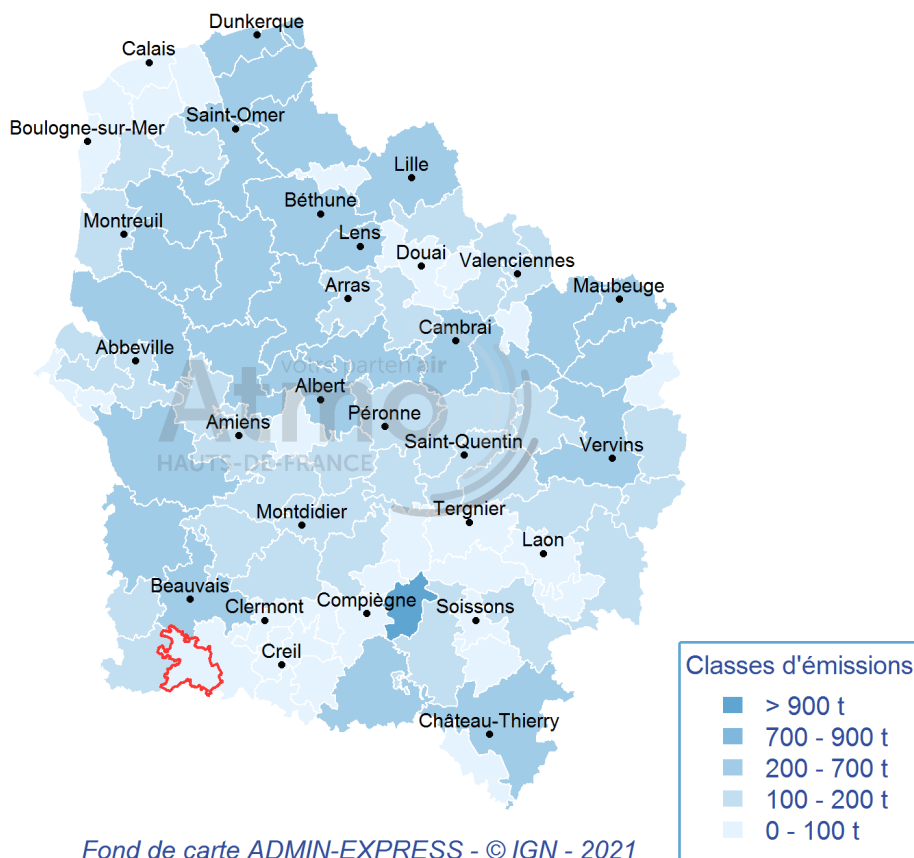 Dunkerque
Calais
Saint-Omer
Boulogne-sur-Mer
Lille
Béthune
Montreuil
Lens
Douai
Valenciennes
Arras
Maubeuge
Cambrai
Abbeville
votre parten'air
Atmo
HAUTS-DE-FRANCE
Albert
Péronne
Amiens
Saint-Quentin
Vervins
Montdidier
Tergnier
Laon
Beauvais
Clermont
Compiègne
Soissons
Creil
Château-Thierry
Classes d'émissions
> 900 t
700 - 900 t
200 - 700 t
100 - 200 t
0 - 100 t
Fond de carte ADMIN-EXPRESS - © IGN - 2021